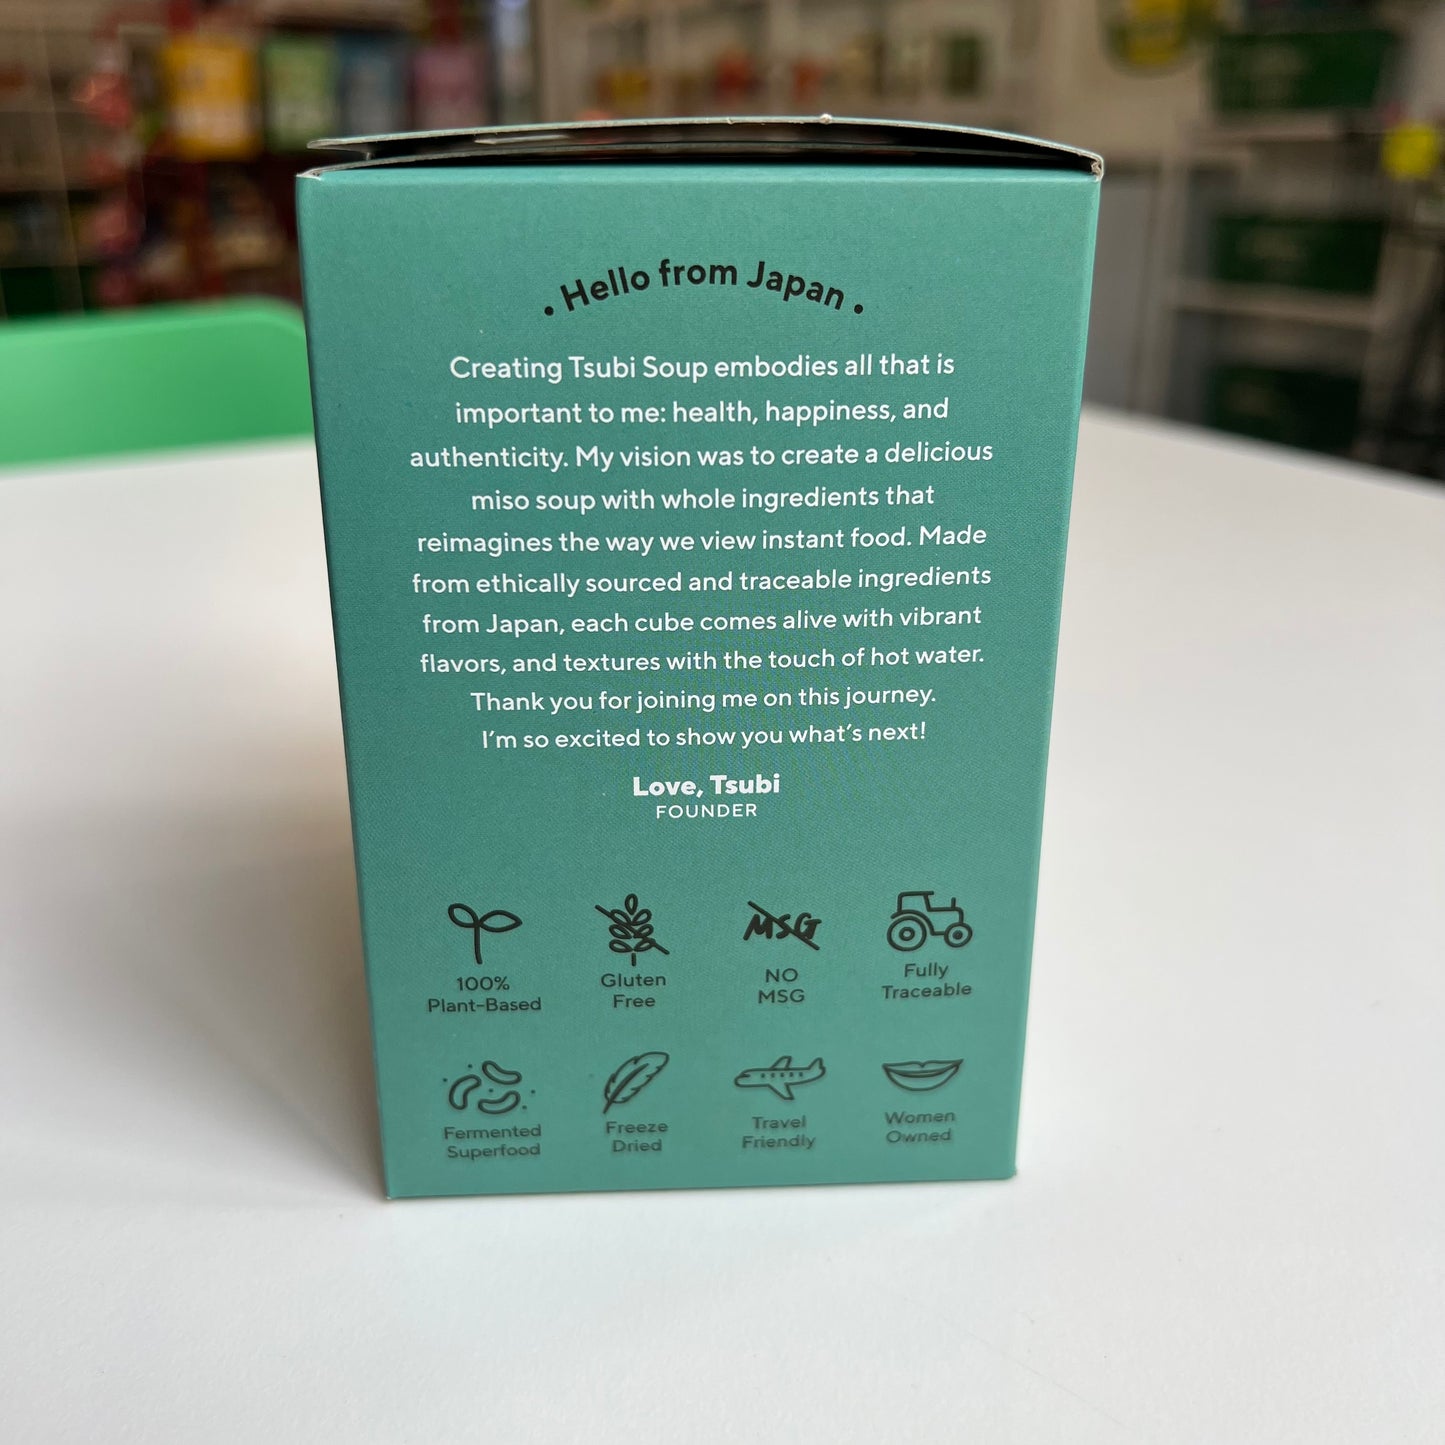 • Hello from Japan •
Creating Tsubi Soup embodies all that is
important to me: health, happiness, and
authenticity. My vision was to create a delicious
miso soup with whole ingredients that
reimagines the way we view instant food. Made
from ethically sourced and traceable ingredients
from Japan, each cube comes alive with vibrant
flavors, and textures with the touch of hot water.
Thank you for joining me on this journey.
I'm so excited to show you what's next!
Love, Tsubi
FOUNDER
MSG
100%
Plant-Based
Gluten
Free
NO
MSG
Fully
Traceable
Fermented
Superfood
Freeze
Dried
Travel
Friendly
Women
Owned